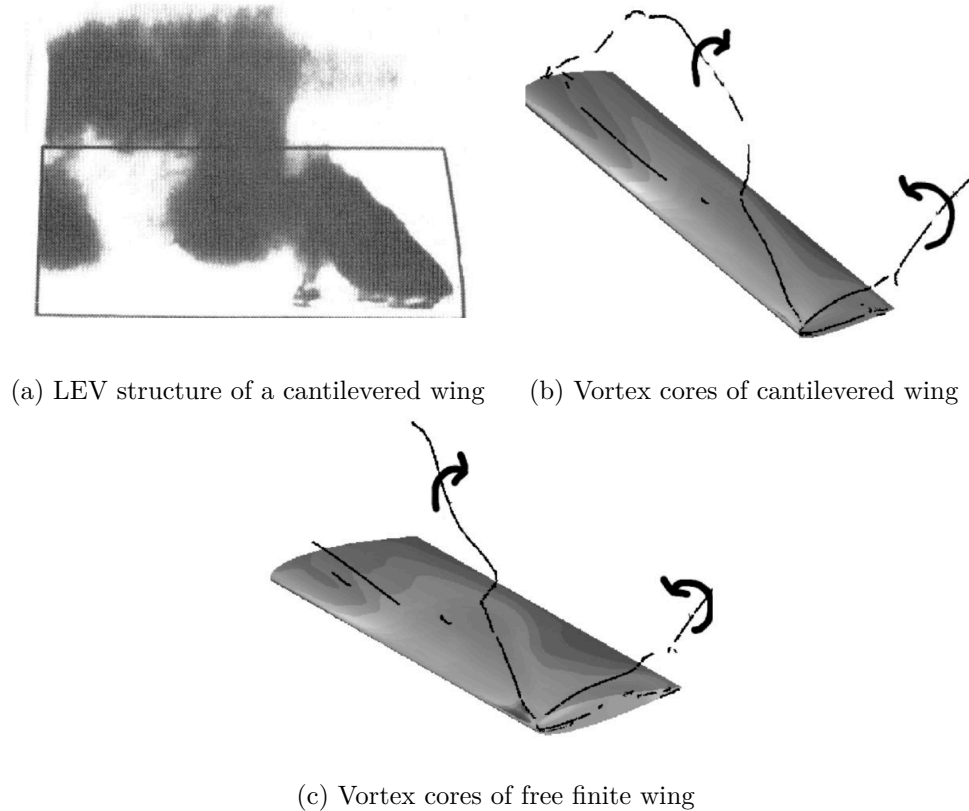 (a) LEV structure of a cantilevered wing
(b) Vortex cores of cantilevered wing
(c) Vortex cores of free finite wing